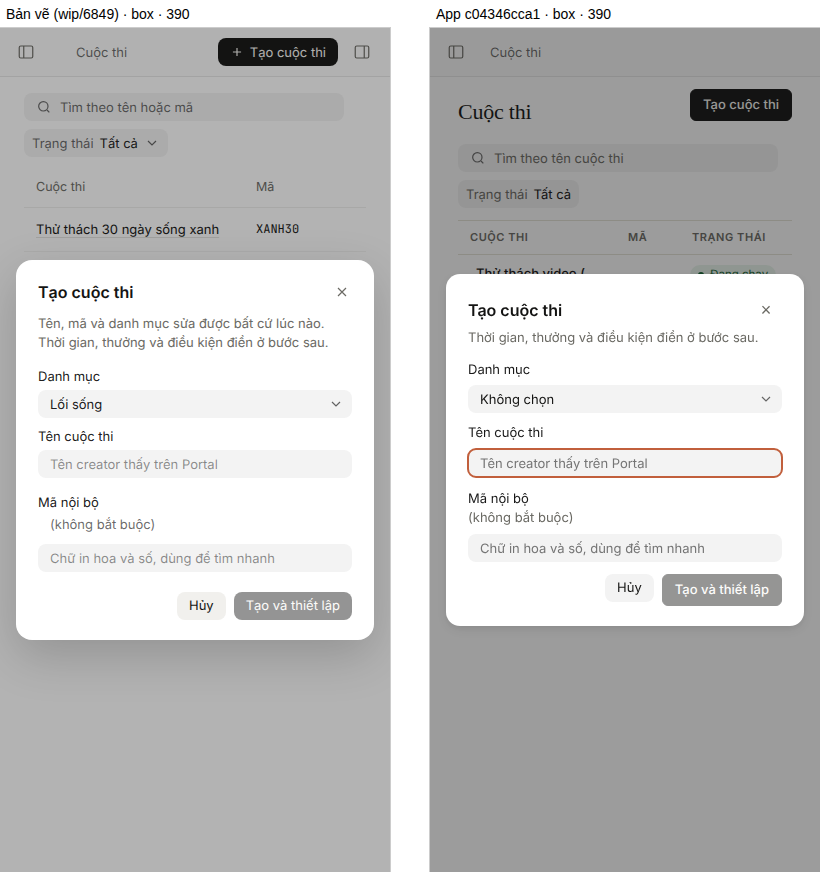 Bản vẽ (wip/6849) · box · 390
Cuộc thi
+ Tạo cuộc thi
Tìm theo tên hoặc mã
Trạng thái Tất cả
Cuộc thi Mã
Thử thách 30 ngày sống xanh XANH30
Tạo cuộc thi
Tên, mã và danh mục sửa được bất cứ lúc nào.
Thời gian, thưởng và điều kiện điền ở bước sau.
Danh mục
Lối sống
Tên cuộc thi
Tên creator thấy trên Portal
Mã nội bộ
(không bắt buộc)
Chữ in hoa và số, dùng để tìm nhanh
Hủy Tạo và thiết lập
App c04346cca1 · box · 390
Cuộc thi
Cuộc thi
Tạo cuộc thi
Tìm theo tên cuộc thi
Trạng thái Tất cả
CUỘC THI MÃ TRẠNG THÁI
Thử thách video (
Đang chạy
Tạo cuộc thi
Thời gian, thưởng và điều kiện điền ở bước sau.
Danh mục
Không chọn
Tên cuộc thi
Tên creator thấy trên Portal
Mã nội bộ
(không bắt buộc)
Chữ in hoa và số, dùng để tìm nhanh
Hủy Tạo và thiết lập